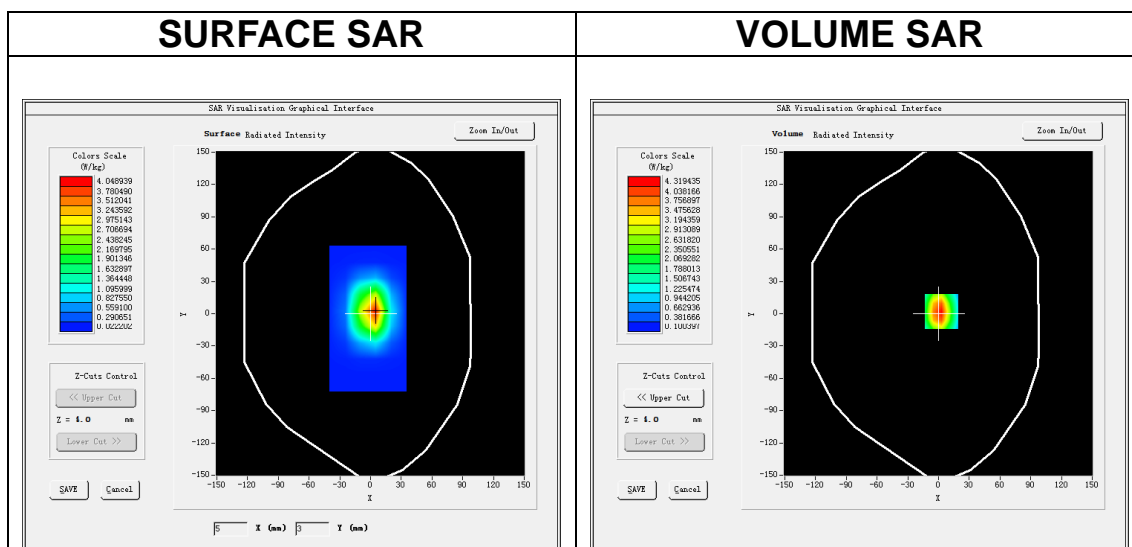 SURFACE SAR
VOLUME SAR
SAR Visualisation Graphical Interface
Surface Radiated Intensity
Zoom In/Out
Colors Scale
(W/kg)
4.048939
3.780490
3.512041
3.243592
2.975143
2.706694
2.438245
2.169795
1.901346
1.632897
1.364448
1.095999
0.827550
0.559100
0.290651
0.022202
Z-Cuts Control
<< Upper Cut
Z = 4.0 mm
Lower Cut >>
SAVE Cancel
150
120
90
60
30
0
-30
-60
-90
-120
-150
Y
-150 -120 -90 -60 -30 0 30 60 90 120 150
X
5 X (mm) 3 Y (mm)
SAR Visualisation Graphical Interface
Volume Radiated Intensity
Zoom In/Out
Colors Scale
(W/kg)
4.319435
4.038166
3.756897
3.475628
3.194359
2.913089
2.631820
2.350551
2.069282
1.788013
1.506743
1.225474
0.944205
0.662936
0.381666
0.100397
Z-Cuts Control
<< Upper Cut
Z = 4.0 mm
Lower Cut >>
SAVE Cancel
150
120
90
60
30
0
-30
-60
-90
-120
-150
Y
-150 -120 -90 -60 -30 0 30 60 90 120 150
X